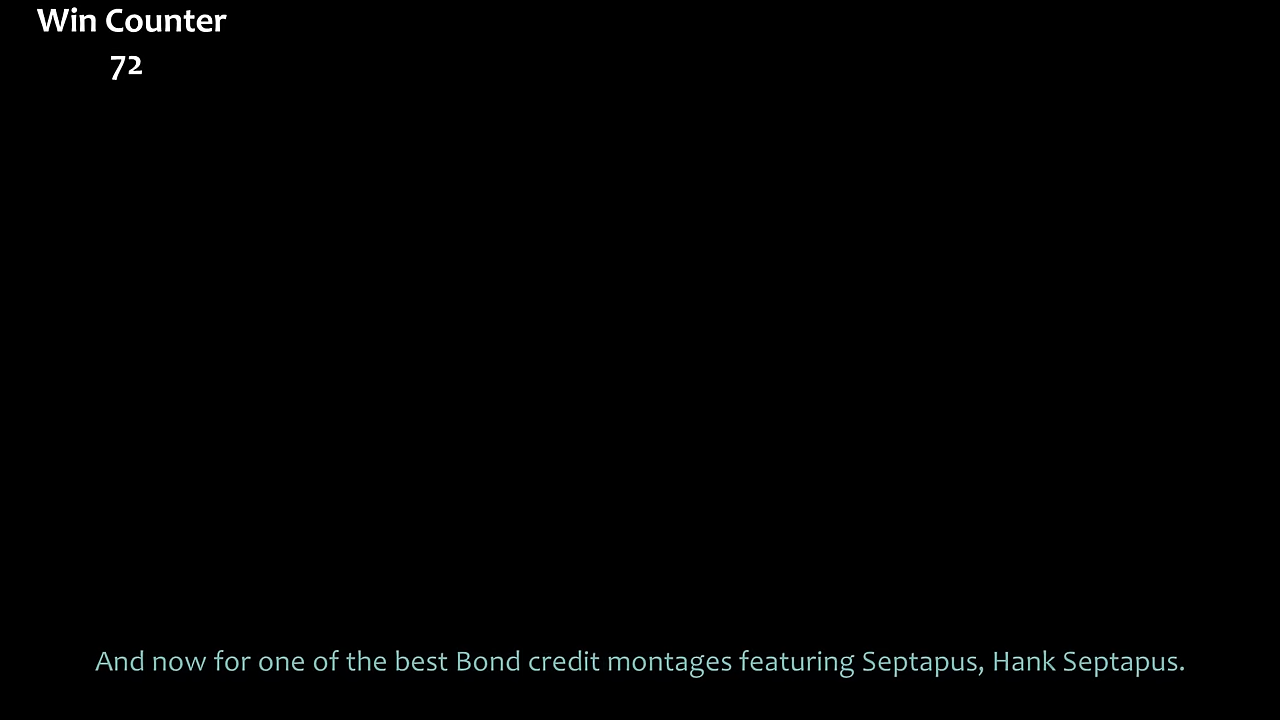 Win Counter
72
And now for one of the best Bond credit montages featuring Septapus, Hank Septapus.